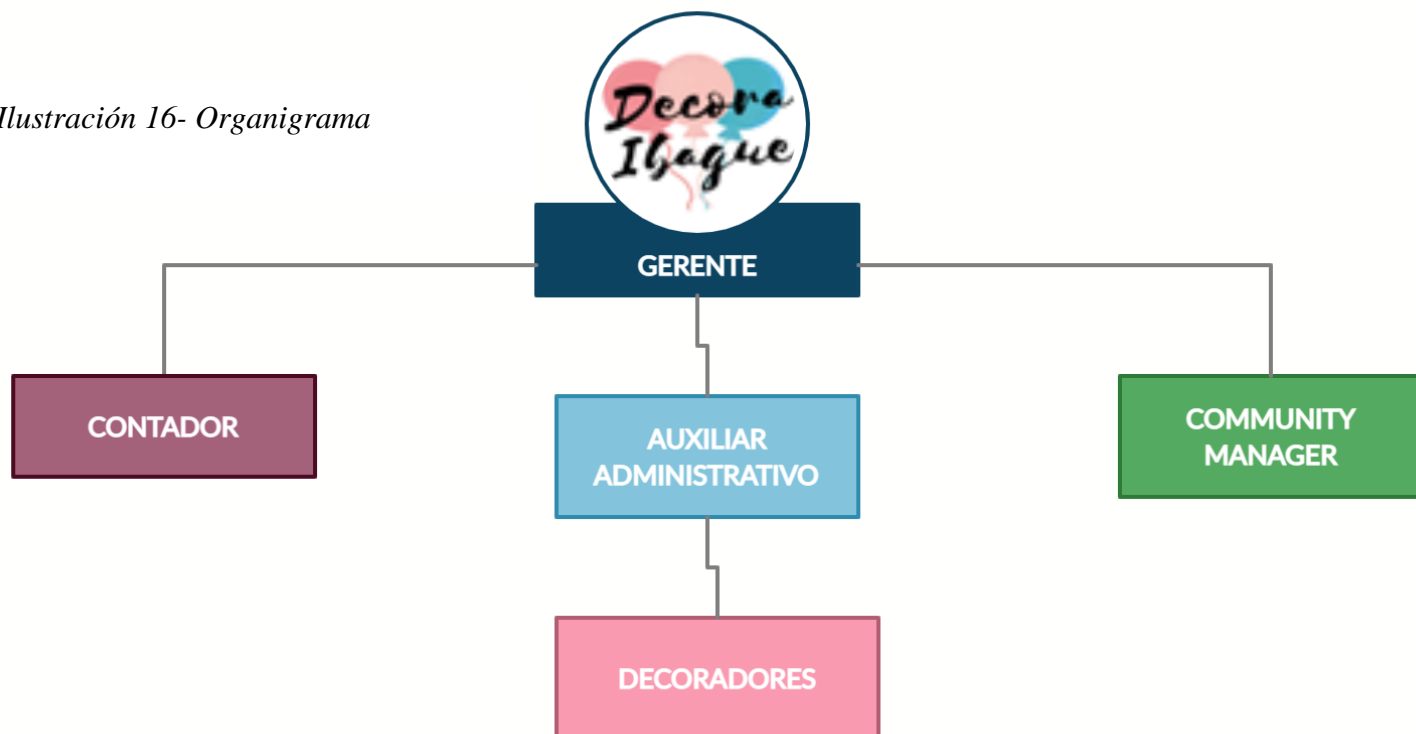 Ilustración 16- Organigrama
Decora
Ibague
GERENTE
CONTADOR
AUXILIAR
ADMINISTRATIVO
COMMUNITY
MANAGER
DECORADORES